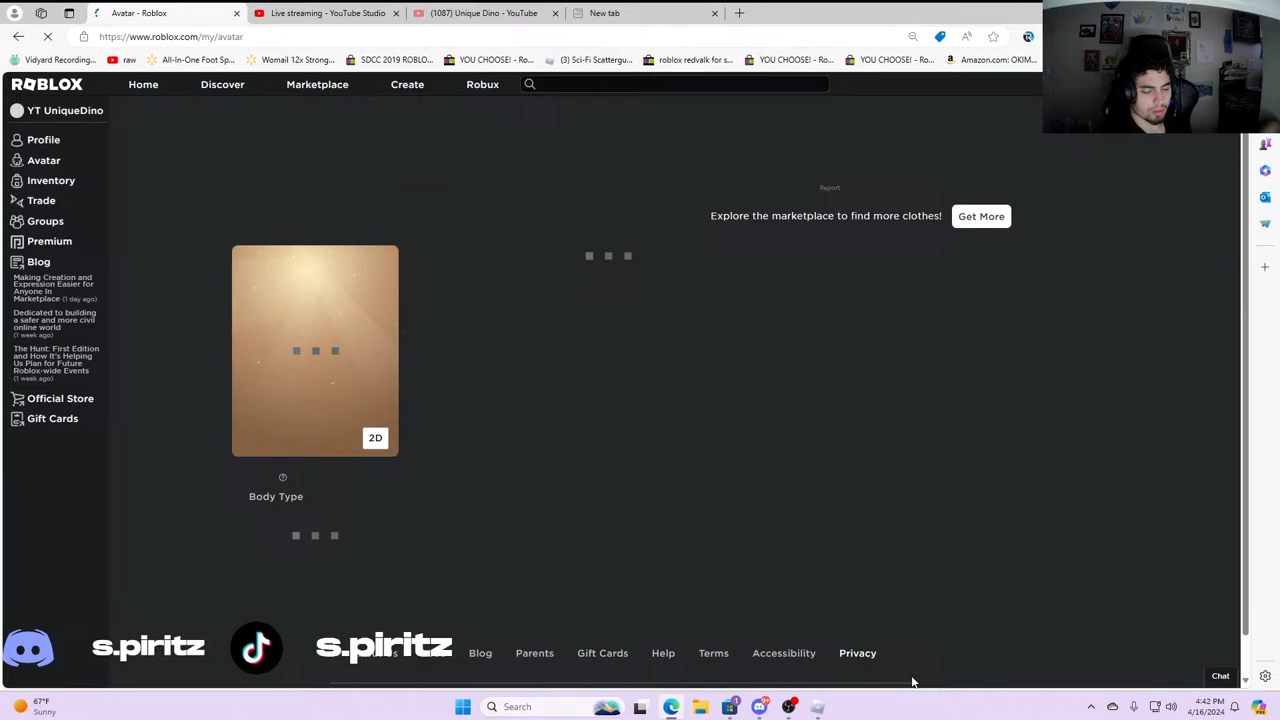 Avatar - Roblox
Live streaming - YouTube Studio
(1087) Unique Dino - YouTube
New tab
https://www.roblox.com/my/avatar
Vidyard Recording...
raw
All-In-One Foot Sp...
Womail 12x Strong...
SDCC 2019 ROBLO...
YOU CHOOSE! - Ro...
(3) Sci-Fi Scattergu...
roblox redvalk for s...
YOU CHOOSE! - Ro...
YOU CHOOSE! - Ro...
Amazon.com: OKIM...
ROBLOX
Home
Discover
Marketplace
Create
Robux
YT UniqueDino
Profile
Avatar
Inventory
Trade
Groups
Premium
Blog
Making Creation and
Expression Easier for
Anyone In
Marketplace (1 day ago)
Dedicated to building
a safer and more civil
online world
(1 week ago)
The Hunt: First Edition
and How It's Helping
Us Plan for Future
Roblox-wide Events
(1 week ago)
Official Store
Gift Cards
Report
Explore the marketplace to find more clothes!
Get More
2D
Body Type
s.piritz
s.piritz
Blog
Parents
Gift Cards
Help
Terms
Accessibility
Privacy
Chat
67°F
Sunny
Search
4:42 PM
4/16/2024